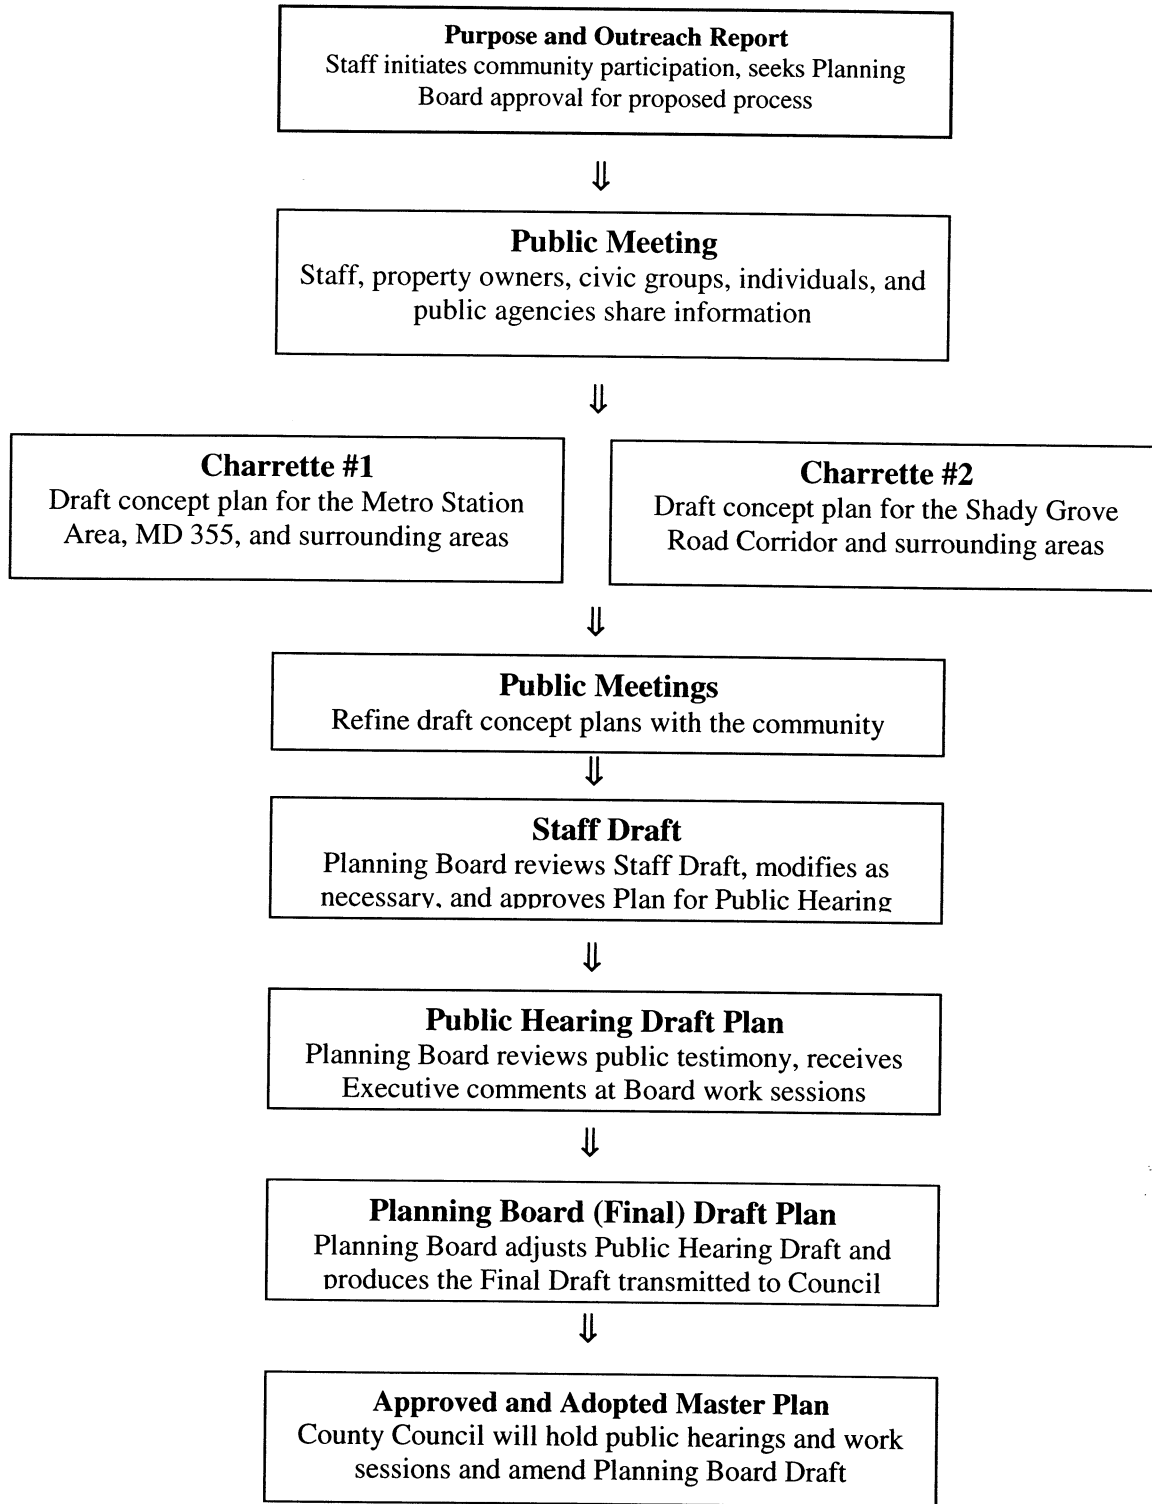 Purpose and Outreach Report
Staff initiates community participation, seeks Planning
Board approval for proposed process
⇓
Public Meeting
Staff, property owners, civic groups, individuals, and
public agencies share information
⇓
Charrette #1
Draft concept plan for the Metro Station
Area, MD 355, and surrounding areas
Charrette #2
Draft concept plan for the Shady Grove
Road Corridor and surrounding areas
⇓
Public Meetings
Refine draft concept plans with the community
⇓
Staff Draft
Planning Board reviews Staff Draft, modifies as
necessary, and approves Plan for Public Hearing
⇓
Public Hearing Draft Plan
Planning Board reviews public testimony, receives
Executive comments at Board work sessions
⇓
Planning Board (Final) Draft Plan
Planning Board adjusts Public Hearing Draft and
produces the Final Draft transmitted to Council
⇓
Approved and Adopted Master Plan
County Council will hold public hearings and work
sessions and amend Planning Board Draft